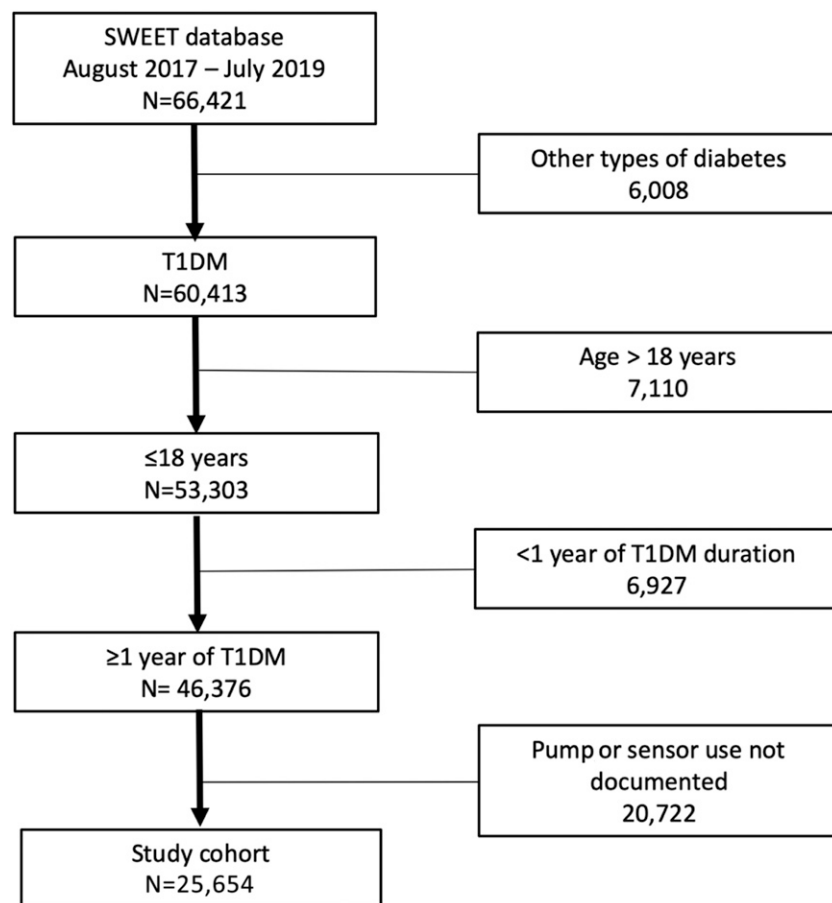 SWEET database
August 2017 – July 2019
N=66,421
Other types of diabetes
6,008
T1DM
N=60,413
Age > 18 years
7,110
≤18 years
N=53,303
<1 year of T1DM duration
6,927
≥1 year of T1DM
N= 46,376
Pump or sensor use not
documented
20,722
Study cohort
N=25,654